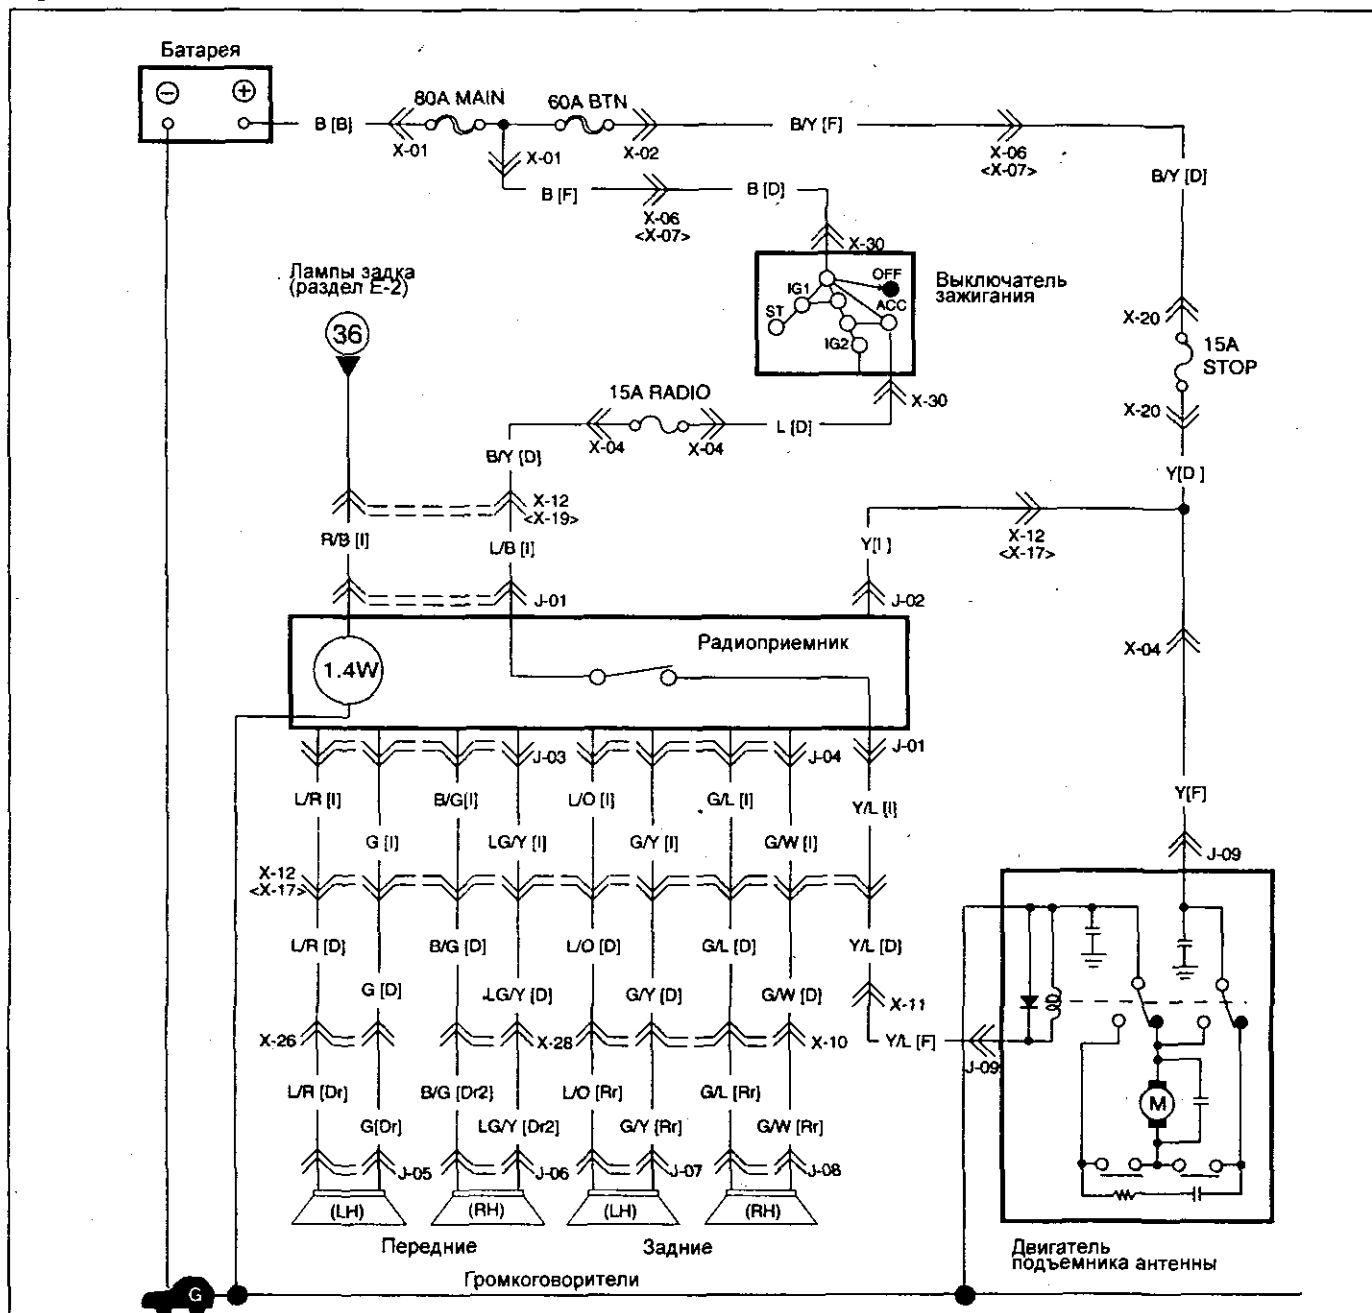 Батарея
80A MAIN
60A BTN
B [B]
B/Y [F]
X-01
X-01
X-02
X-06
<X-07>
B/Y [D]
B [F]
B [D]
X-06
<X-07>
X-30
Лампы задка
(раздел E-2)
36
OFF
IG1
ACC
ST
IG2
Выключатель
зажигания
X-20
15A
STOP
15A RADIO
X-30
X-20
X-04
X-04
L [D]
B/Y [D]
Y[D ]
X-12
<X-19>
R/B [I]
L/B [I]
Y[I ]
X-12
<X-17>
J-01
J-02
Радиоприемник
X-04
1.4W
J-03
J-04
J-01
L/R [I]
B/G[I]
L/O [I]
G/L [I]
Y/L [I]
Y[F]
G [I]
LG/Y [I]
G/Y [I]
G/W [I]
J-09
X-12
<X-17>
L/R [D]
B/G [D]
L/O [D]
G/L [D]
Y/L [D]
G [D]
LG/Y [D]
G/Y [D]
G/W [D]
X-11
X-26
X-28
X-10
Y/L [F]
J-09
L/R [Dr]
B/G [Dr2]
L/O [Rr]
G/L [Rr]
M
G[Dr]
LG/Y [Dr2]
G/Y [Rr]
G/W [Rr]
J-05
J-06
J-07
J-08
(LH)
(RH)
(LH)
(RH)
Передние
Задние
Двигатель
подъемника антенны
Громкоговорители
G